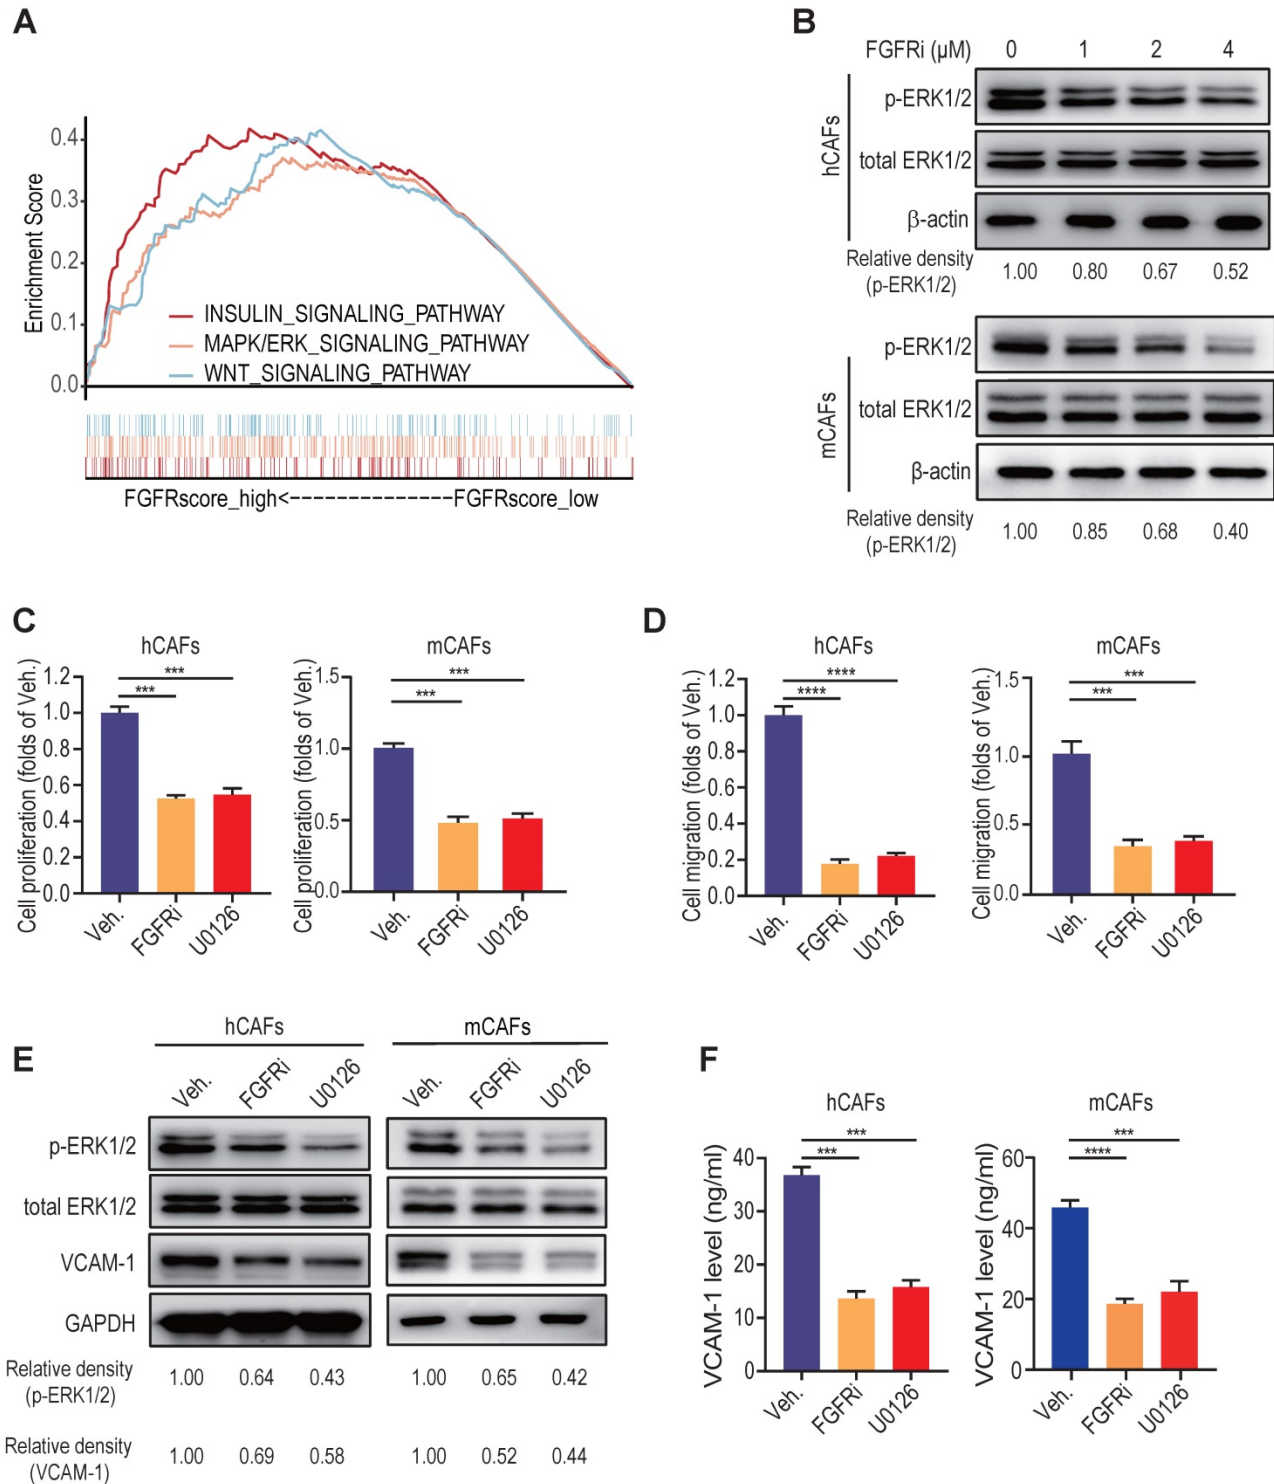 A
Enrichment Score
0.4
0.3
0.2
0.1
0.0
INSULIN_SIGNALING_PATHWAY
MAPK/ERK_SIGNALING_PATHWAY
WNT_SIGNALING_PATHWAY
FGFRscore_high<----------------FGFRscore_low
B
FGFRi (µM) 0 1 2 4
hCAFs
p-ERK1/2
total ERK1/2
β-actin
Relative density
(p-ERK1/2)
1.00 0.80 0.67 0.52
mCAFs
p-ERK1/2
total ERK1/2
β-actin
Relative density
(p-ERK1/2)
1.00 0.85 0.68 0.40
C
hCAFs
Cell proliferation (folds of Veh.)
1.2
1.0
0.8
0.6
0.4
0.2
0.0
***
***
Veh. FGFRi U0126
mCAFs
Cell proliferation (folds of Veh.)
1.5
1.0
0.5
0.0
***
***
Veh. FGFRi U0126
D
hCAFs
Cell migration (folds of Veh.)
1.2
1.0
0.8
0.6
0.4
0.2
0.0
****
****
Veh. FGFRi U0126
mCAFs
Cell migration (folds of Veh.)
1.5
1.0
0.5
0.0
***
***
Veh. FGFRi U0126
E
hCAFs mCAFs
Veh. FGFRi U0126 Veh. FGFRi U0126
p-ERK1/2
total ERK1/2
VCAM-1
GAPDH
Relative density
(p-ERK1/2)
1.00 0.64 0.43 1.00 0.65 0.42
Relative density
(VCAM-1)
1.00 0.69 0.58 1.00 0.52 0.44
F
hCAFs
VCAM-1 level (ng/ml)
40
30
20
10
0
***
***
Veh. FGFRi U0126
mCAFs
VCAM-1 level (ng/ml)
60
40
20
0
***
****
Veh. FGFRi U0126